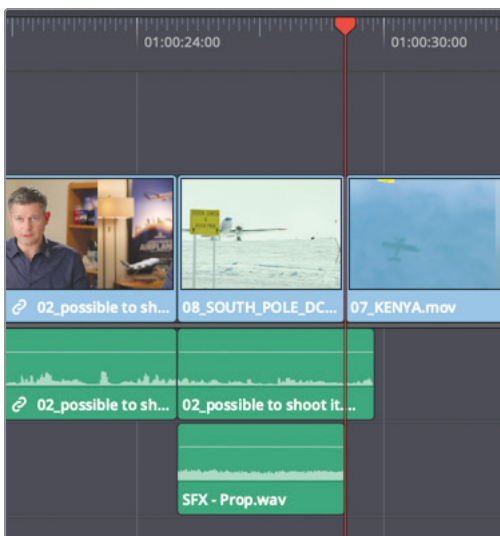 01:00:24:00
01:00:30:00
02_possible to sh...
08_SOUTH_POLE_DC...
07_KENYA.mov
02_possible to sh...
02_possible to shoot it....
SFX - Prop.wav